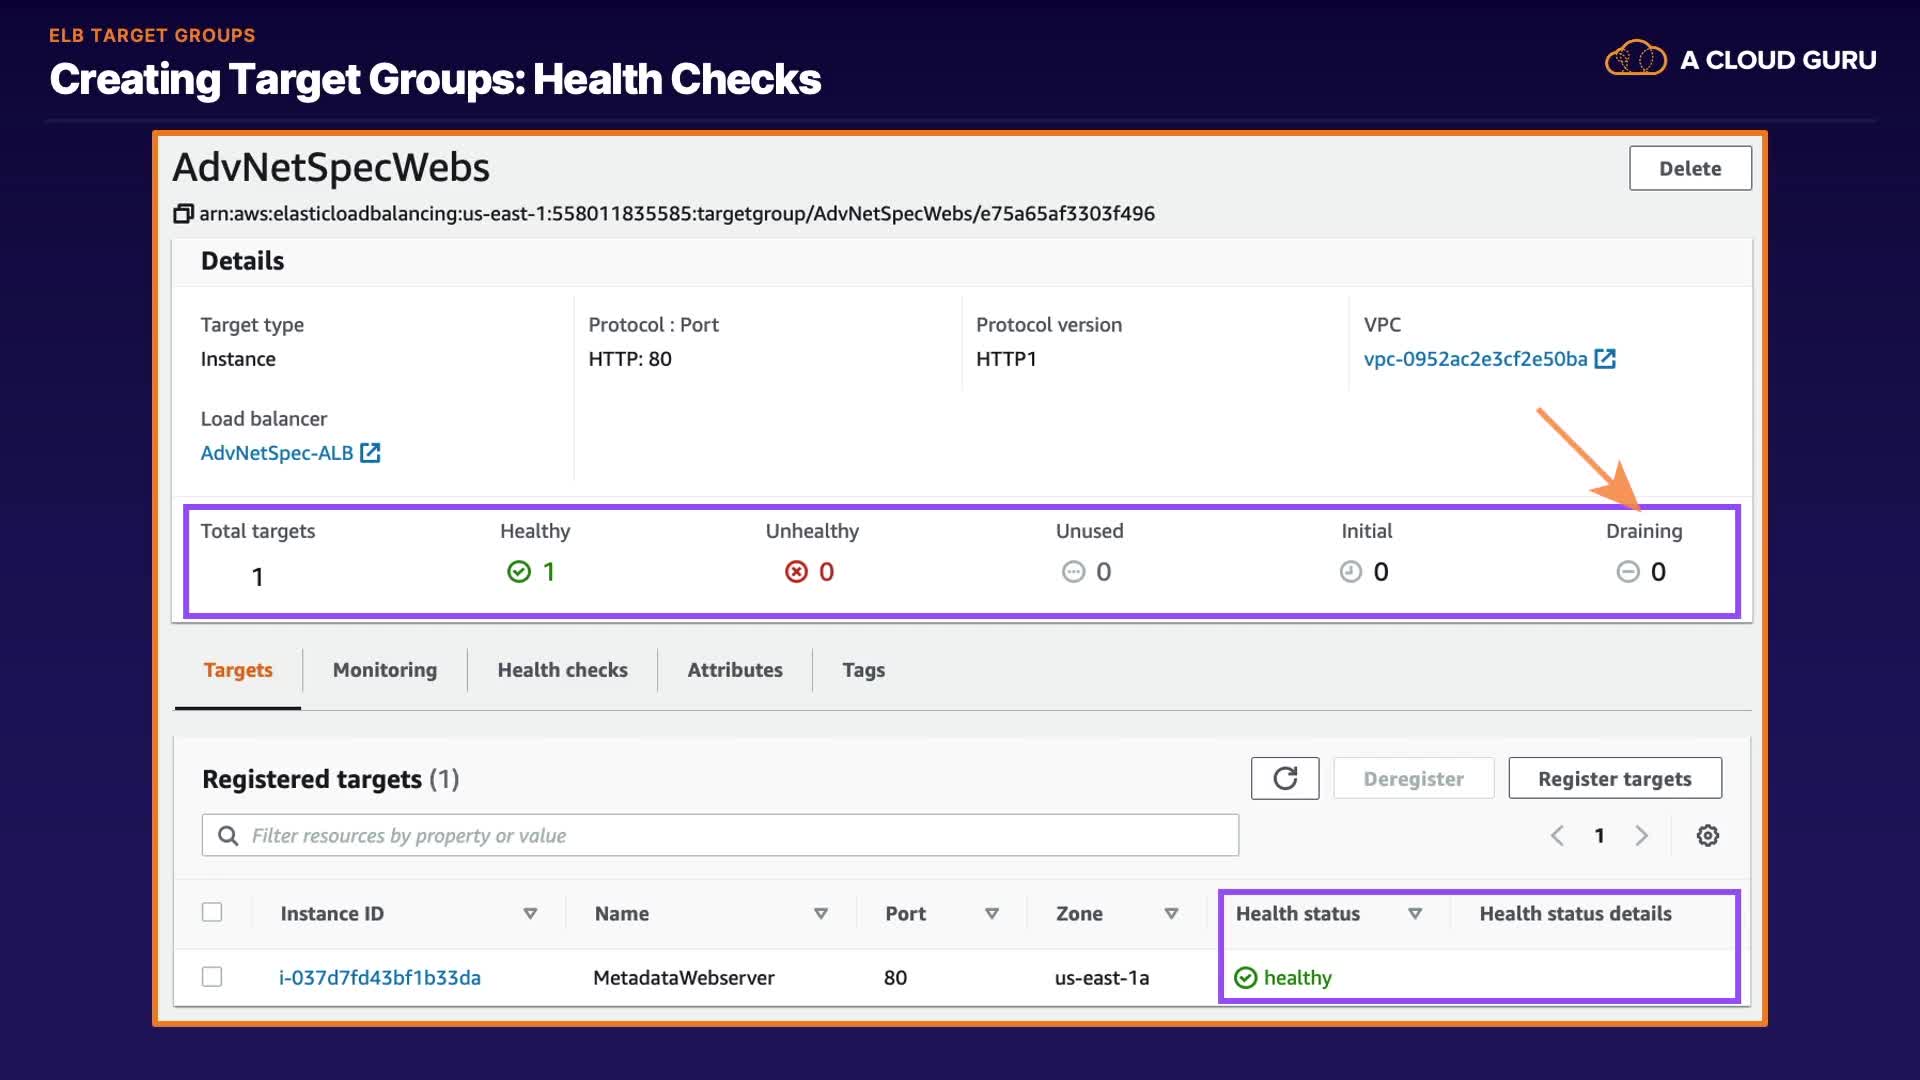 ELB TARGET GROUPS
Creating Target Groups: Health Checks
A CLOUD GURU
AdvNetSpecWebs
Delete
arn:aws:elasticloadbalancing:us-east-1:558011835585:targetgroup/AdvNetSpecWebs/e75a65af3303f496
Details
Target type
Instance
Protocol : Port
HTTP: 80
Protocol version
HTTP1
VPC
vpc-0952ac2e3cf2e50ba
Load balancer
AdvNetSpec-ALB
Total targets
1
Healthy
1
Unhealthy
0
Unused
0
Initial
0
Draining
0
Targets
Monitoring
Health checks
Attributes
Tags
Registered targets (1)
Deregister
Register targets
Filter resources by property or value
1
Instance ID
Name
Port
Zone
Health status
Health status details
i-037d7fd43bf1b33da
MetadataWebserver
80
us-east-1a
healthy